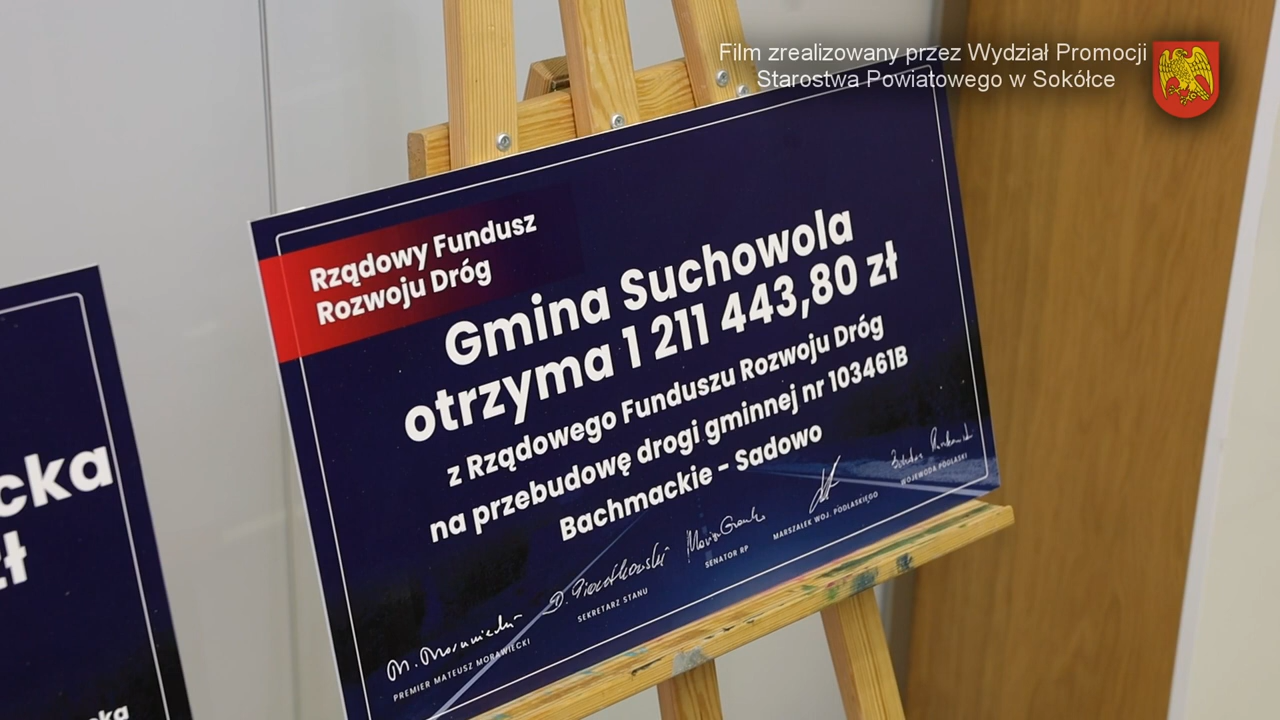 Film zrealizowany przez Wydział Promocji
Starostwa Powiatowego w Sokółce
Rządowy Fundusz
Rozwoju Dróg
Gmina Suchowola
otrzyma 1 211 443,80 zł
z Rządowego Funduszu Rozwoju Dróg
na przebudowę drogi gminnej nr 103461B
Bachmackie - Sadowo
M. Morawiecki
PREMIER MATEUSZ MORAWIECKI
SEKRETARZ STANU
SENATOR RP
MARSZAŁEK WOJ. PODLASKIEGO
WOJEWODA PODLASKI
cka
zł